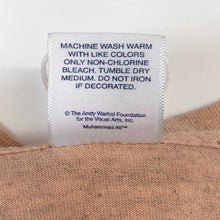 MACHINE WASH WARM
WITH LIKE COLORS
ONLY NON-CHLORINE
BLEACH. TUMBLE DRY
MEDIUM. DO NOT IRON
IF DECORATED.
© The Andy Warhol Foundation
for the Visual Arts, Inc.
Muhammad Ali™